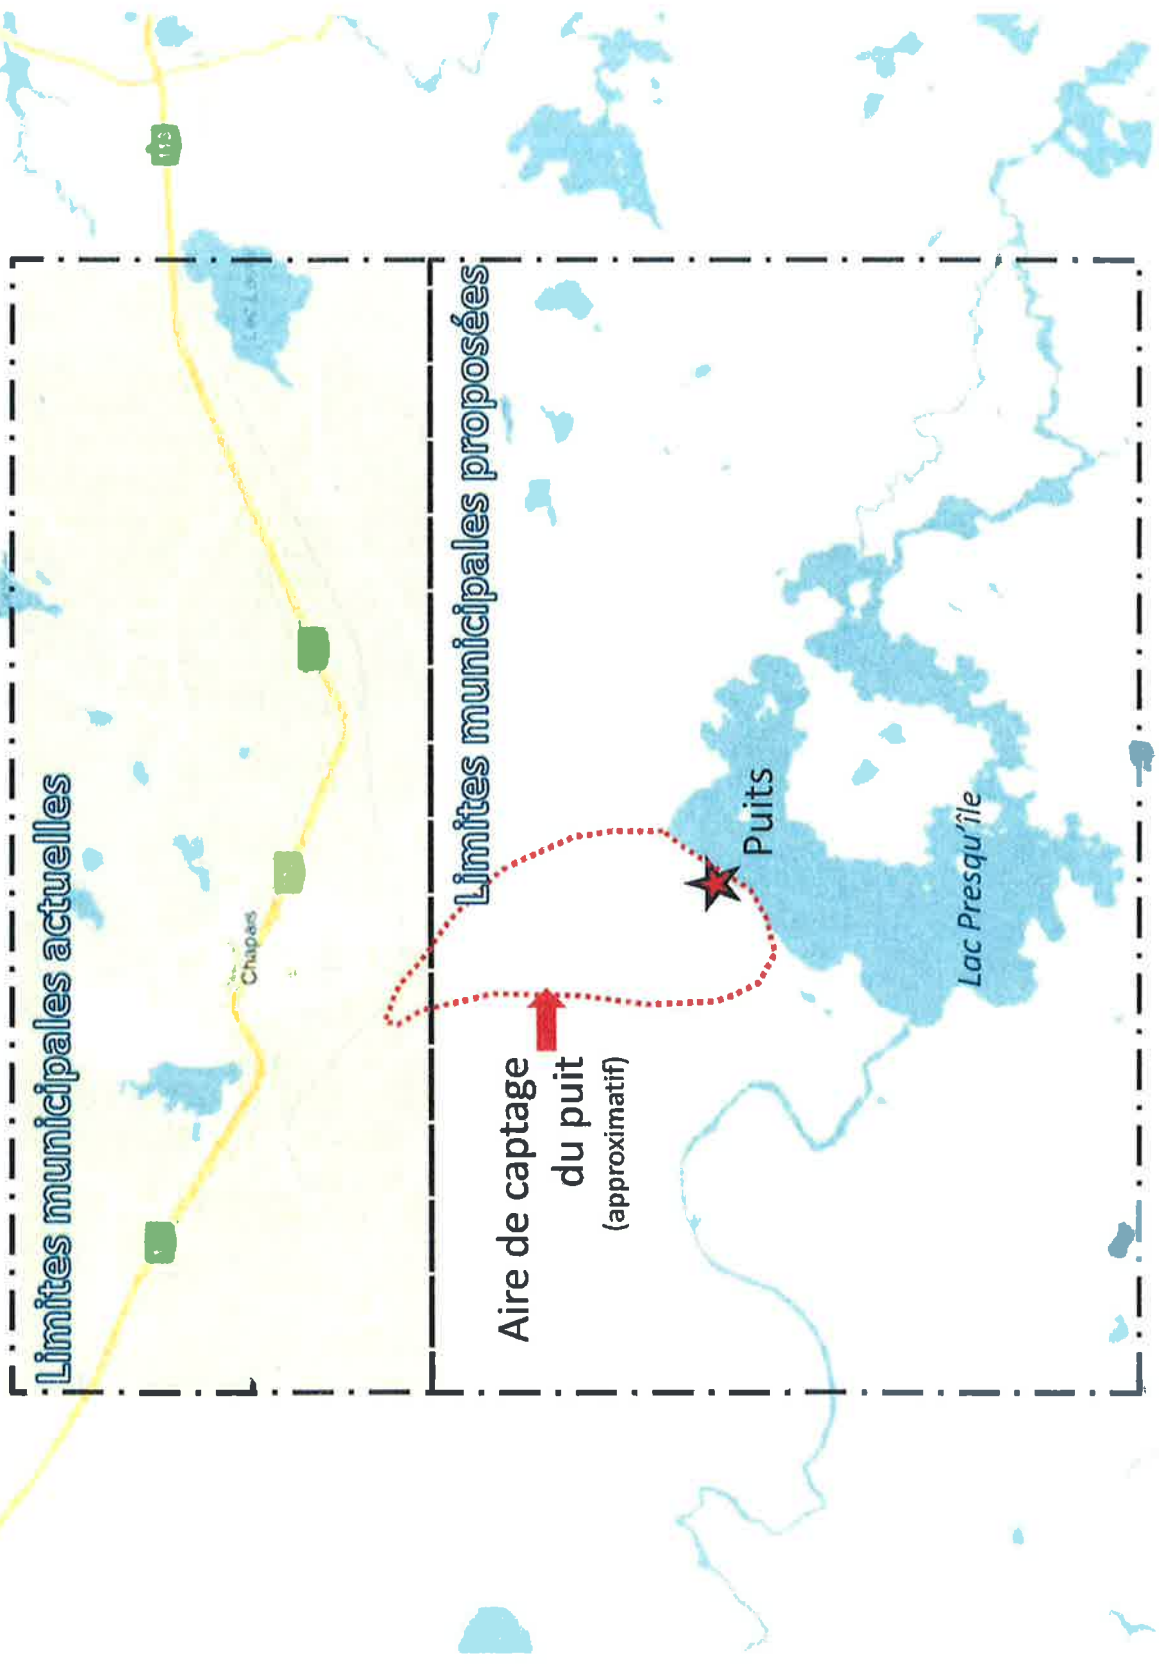 Limites municipales actuelles
113
Chapais
Limites municipales proposées
Aire de captage
du puit
(approximatif)
Puits
Lac Presqu'île